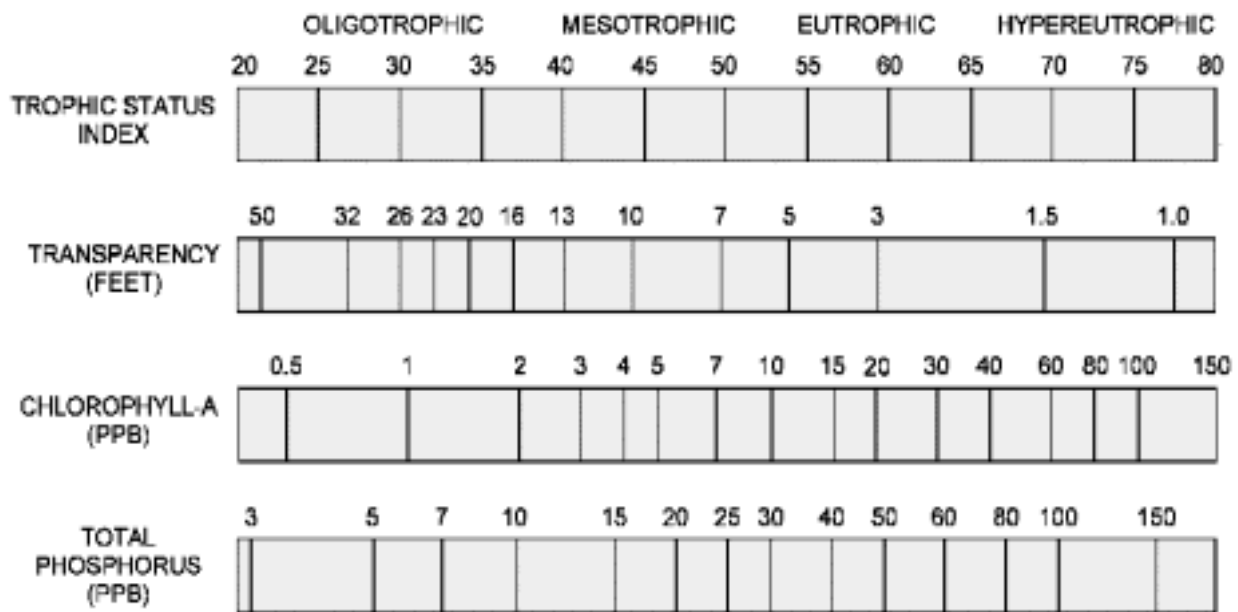 OLIGOTROPHIC MESOTROPHIC EUTROPHIC HYPEREUTROPHIC
20 25 30 35 40 45 50 55 60 65 70 75 80
TROPHIC STATUS
INDEX
50 32 26 23 20 16 13 10 7 5 3 1.5 1.0
TRANSPARENCY
(FEET)
0.5 1 2 3 4 5 7 10 15 20 30 40 60 80 100 150
CHLOROPHYLL-A
(PPB)
3 5 7 10 15 20 25 30 40 50 60 80 100 150
TOTAL
PHOSPHORUS
(PPB)